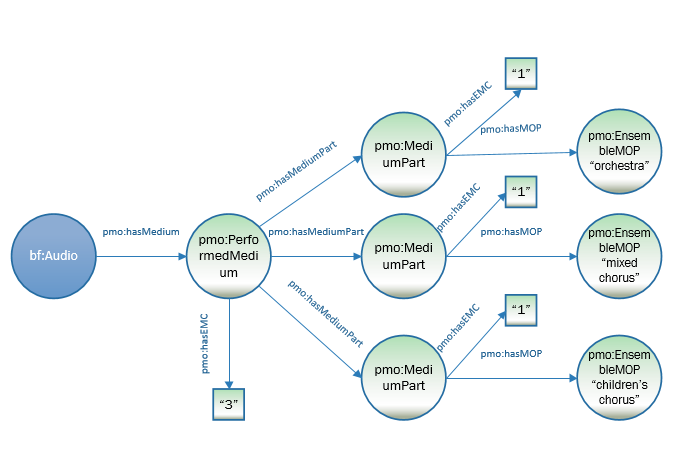 "1"
pmo:hasEMC
pmo:Medi
umPart
pmo:hasMOP
pmo:Ensem
bleMOP
"orchestra"
pmo:hasMediumPart
"1"
pmo:hasEMC
bf:Audio
pmo:hasMedium
pmo:Perfo
rmedMediu
m
pmo:hasMediumPart
pmo:Medi
umPart
pmo:hasMOP
pmo:Ensem
bleMOP
"mixed
chorus"
pmo:hasMediumPart
"1"
pmo:hasEMC
pmo:Medi
umPart
pmo:hasMOP
pmo:Ensem
bleMOP
"children's
chorus"
pmo:hasEMC
"3"